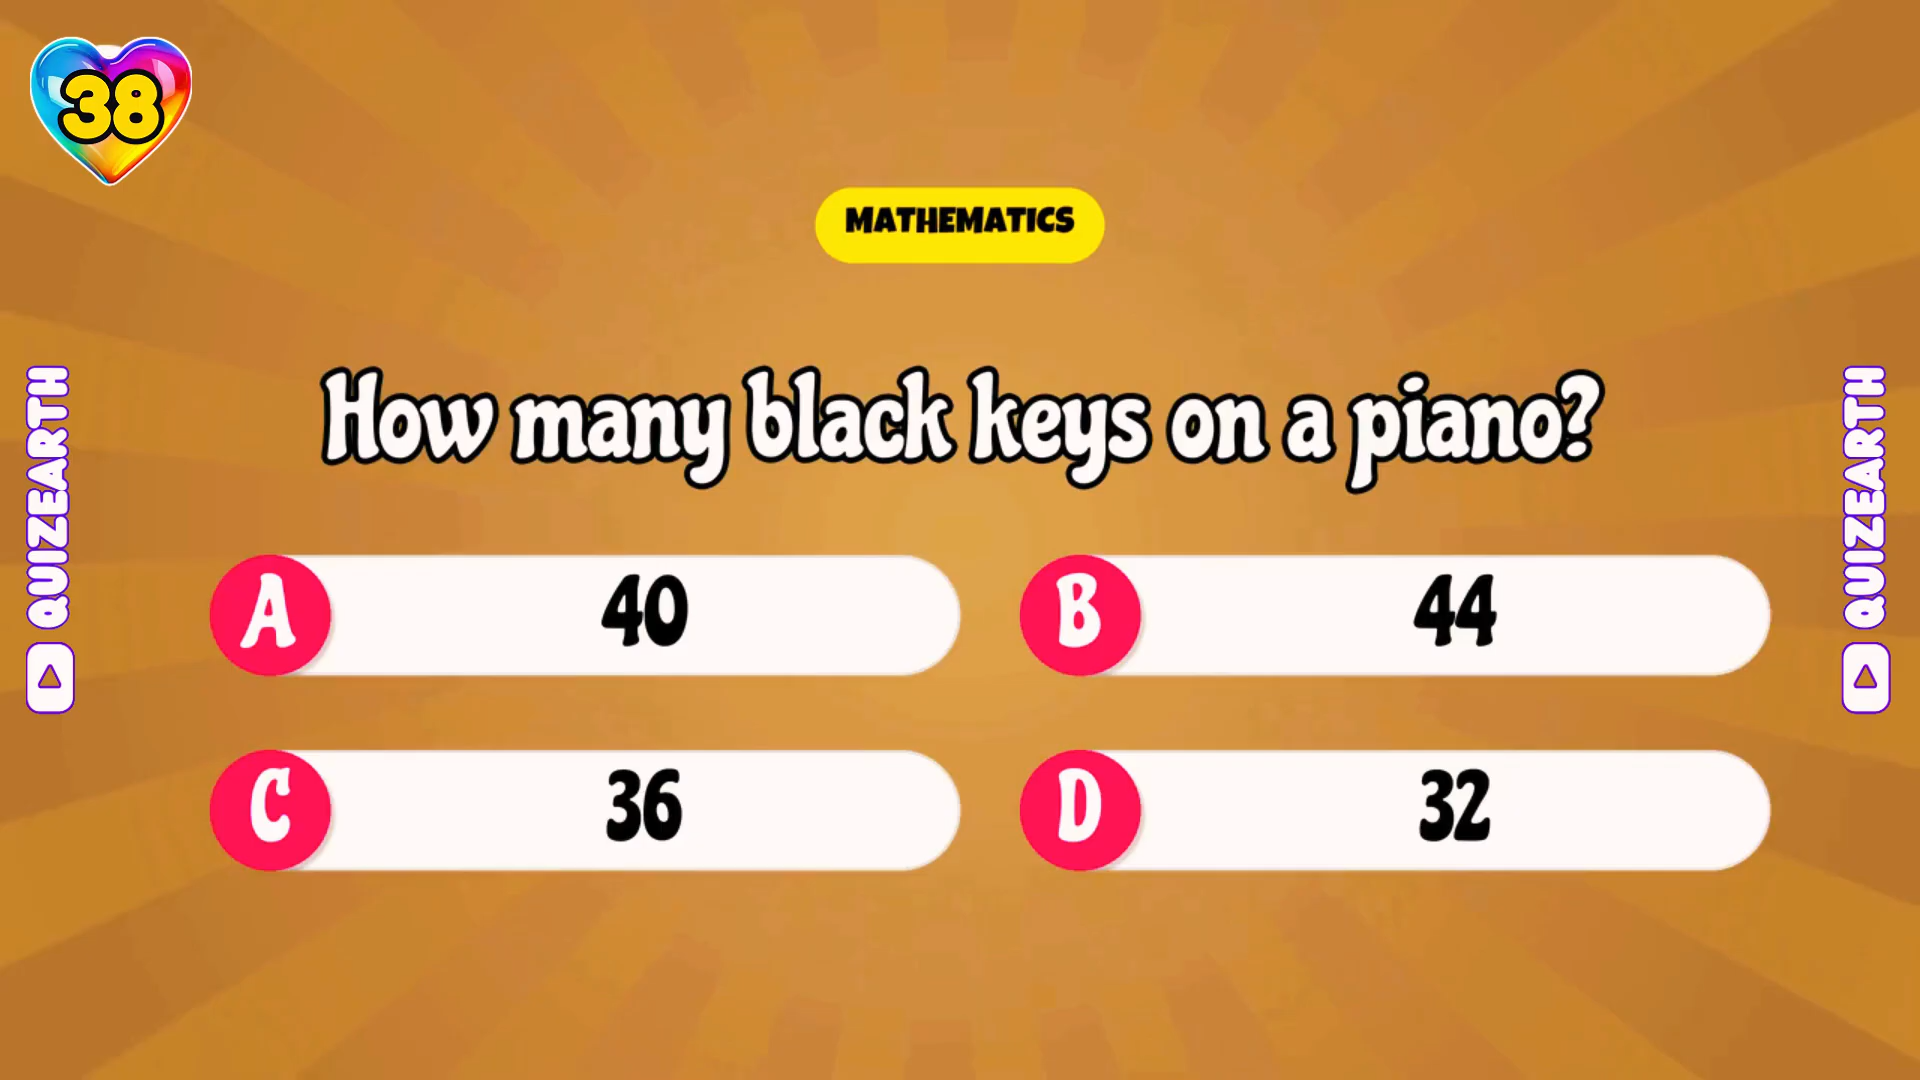 38
MATHEMATICS
How many black keys on a piano?
A 40
B 44
C 36
D 32
QUIZEARTH
QUIZEARTH